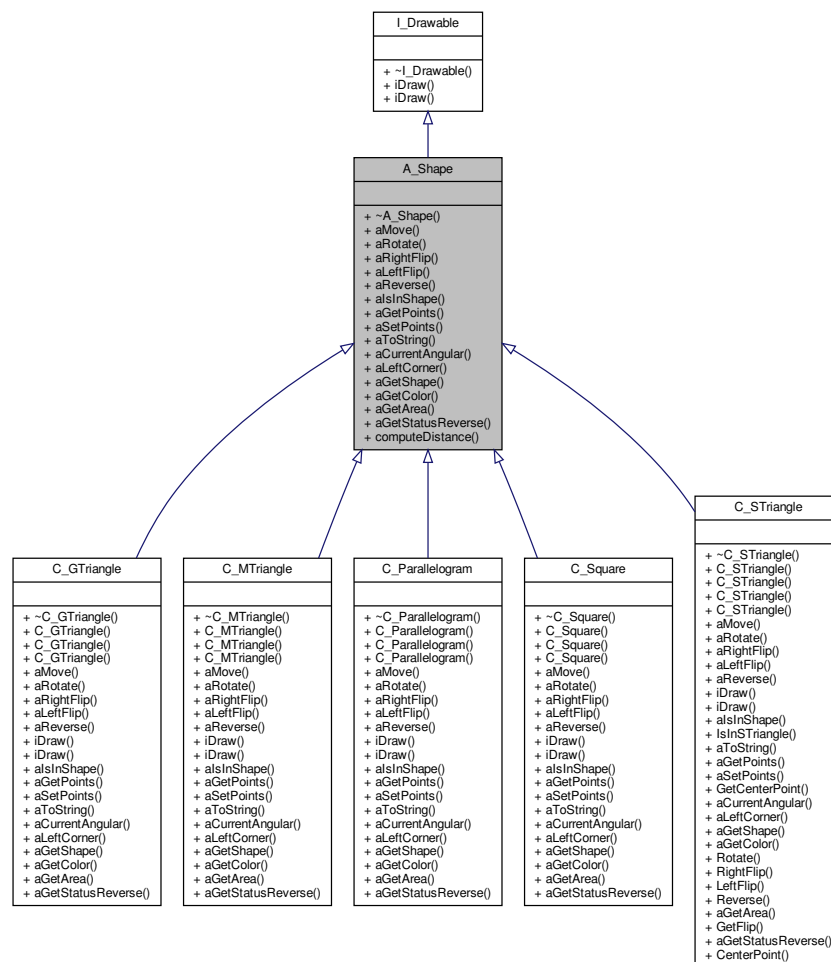 I_Drawable
+ ~I_Drawable()
+ iDraw()
+ iDraw()
A_Shape
+ ~A_Shape()
+ aMove()
+ aRotate()
+ aRightFlip()
+ aLeftFlip()
+ aReverse()
+ aIsInShape()
+ aGetPoints()
+ aSetPoints()
+ aToString()
+ aCurrentAngular()
+ aLeftCorner()
+ aGetShape()
+ aGetColor()
+ aGetArea()
+ aGetStatusReverse()
+ computeDistance()
C_GTriangle
+ ~C_GTriangle()
+ C_GTriangle()
+ C_GTriangle()
+ C_GTriangle()
+ aMove()
+ aRotate()
+ aRightFlip()
+ aLeftFlip()
+ aReverse()
+ iDraw()
+ iDraw()
+ aIsInShape()
+ aGetPoints()
+ aSetPoints()
+ aToString()
+ aCurrentAngular()
+ aLeftCorner()
+ aGetShape()
+ aGetColor()
+ aGetArea()
+ aGetStatusReverse()
C_MTriangle
+ ~C_MTriangle()
+ C_MTriangle()
+ C_MTriangle()
+ C_MTriangle()
+ aMove()
+ aRotate()
+ aRightFlip()
+ aLeftFlip()
+ aReverse()
+ iDraw()
+ iDraw()
+ aIsInShape()
+ aGetPoints()
+ aSetPoints()
+ aToString()
+ aCurrentAngular()
+ aLeftCorner()
+ aGetShape()
+ aGetColor()
+ aGetArea()
+ aGetStatusReverse()
C_Parallelogram
+ ~C_Parallelogram()
+ C_Parallelogram()
+ C_Parallelogram()
+ C_Parallelogram()
+ aMove()
+ aRotate()
+ aRightFlip()
+ aLeftFlip()
+ aReverse()
+ iDraw()
+ iDraw()
+ aIsInShape()
+ aGetPoints()
+ aSetPoints()
+ aToString()
+ aCurrentAngular()
+ aLeftCorner()
+ aGetShape()
+ aGetColor()
+ aGetArea()
+ aGetStatusReverse()
C_Square
+ ~C_Square()
+ C_Square()
+ C_Square()
+ C_Square()
+ aMove()
+ aRotate()
+ aRightFlip()
+ aLeftFlip()
+ aReverse()
+ iDraw()
+ iDraw()
+ aIsInShape()
+ aGetPoints()
+ aSetPoints()
+ aToString()
+ aCurrentAngular()
+ aLeftCorner()
+ aGetShape()
+ aGetColor()
+ aGetArea()
+ aGetStatusReverse()
C_STriangle
+ ~C_STriangle()
+ C_STriangle()
+ C_STriangle()
+ C_STriangle()
+ C_STriangle()
+ aMove()
+ aRotate()
+ aRightFlip()
+ aLeftFlip()
+ aReverse()
+ iDraw()
+ iDraw()
+ aIsInShape()
+ IsInSTriangle()
+ aToString()
+ aGetPoints()
+ aSetPoints()
+ GetCenterPoint()
+ aCurrentAngular()
+ aLeftCorner()
+ aGetShape()
+ aGetColor()
+ Rotate()
+ RightFlip()
+ LeftFlip()
+ Reverse()
+ aGetArea()
+ GetFlip()
+ aGetStatusReverse()
+ CenterPoint()